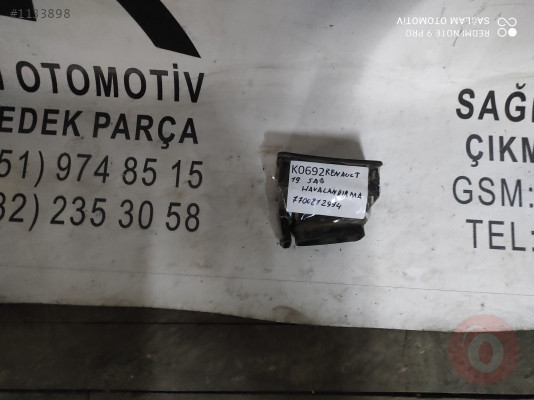 #1183898
SAĞLAM OTOMOTİV
REDMI NOTE 9 PRO
OTOMOTİV
EDEK PARÇA
51) 974 85 15
32) 235 30 58
K0692 RENAULT
19 SAĞ
HAVALANDIRMA
SAĞ
ÇIKM
GSM:
TEL: